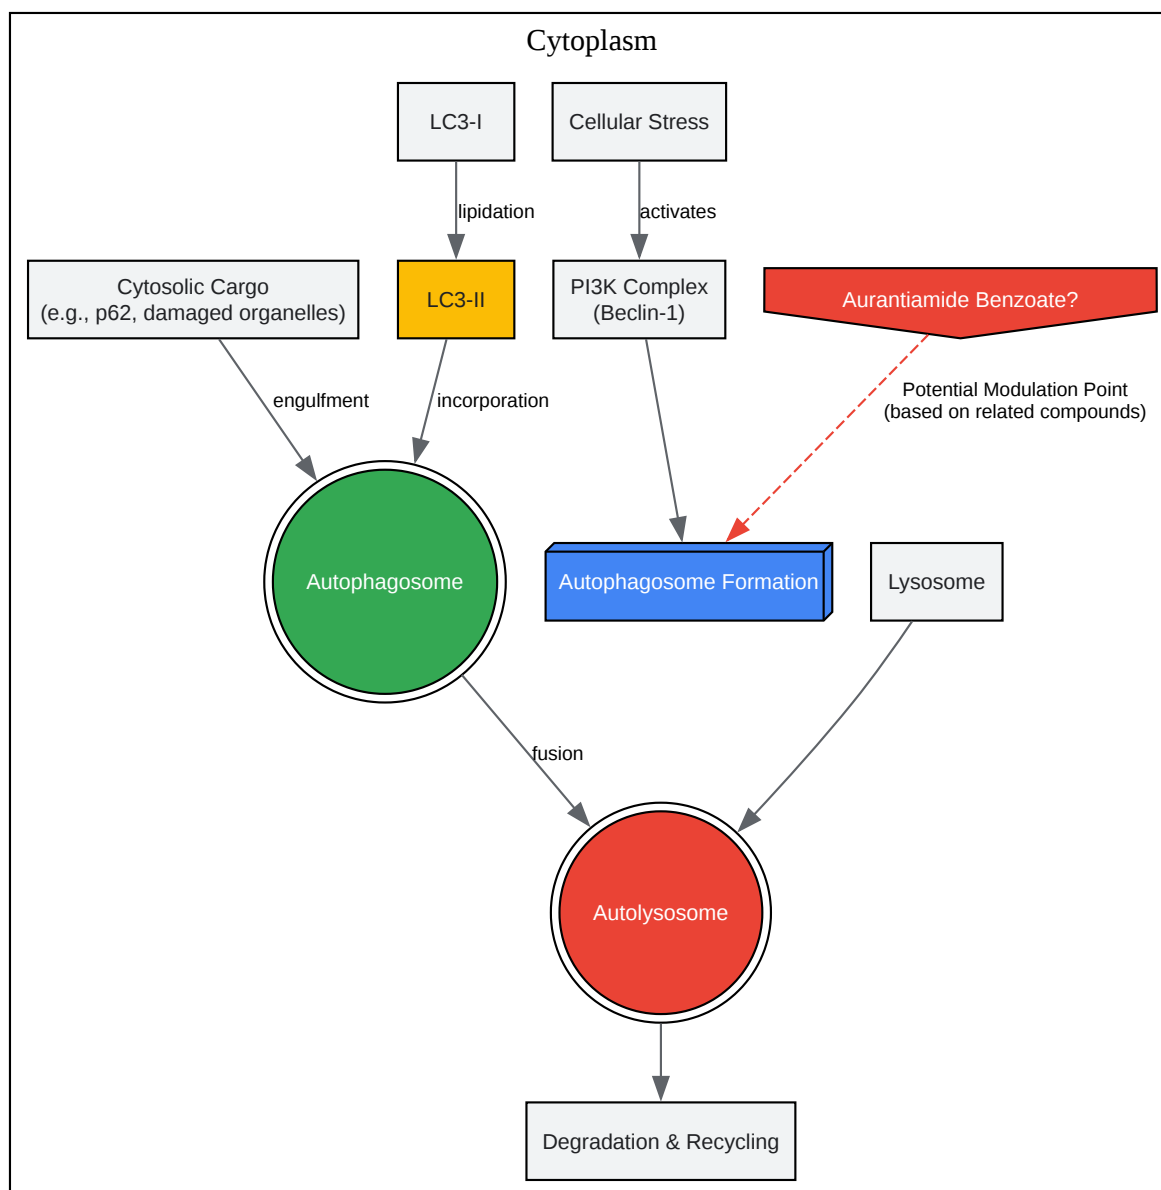 Cytoplasm
LC3-I
Cellular Stress
lipidation
activates
Cytosolic Cargo
(e.g., p62, damaged organelles)
LC3-II
PI3K Complex
(Beclin-1)
Aurantiamide Benzoate?
engulfment
incorporation
Potential Modulation Point
(based on related compounds)
Autophagosome
Autophagosome Formation
Lysosome
fusion
Autolysosome
Degradation & Recycling